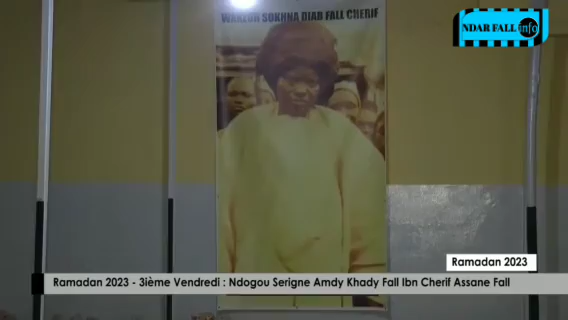 WAKEUR SOKHNA DIAB FALL CHERIF
NDAR FALL info
Ramadan 2023
Ramadan 2023 - 3ième Vendredi : Ndogou Serigne Amdy Khady Fall Ibn Cherif Assane Fall